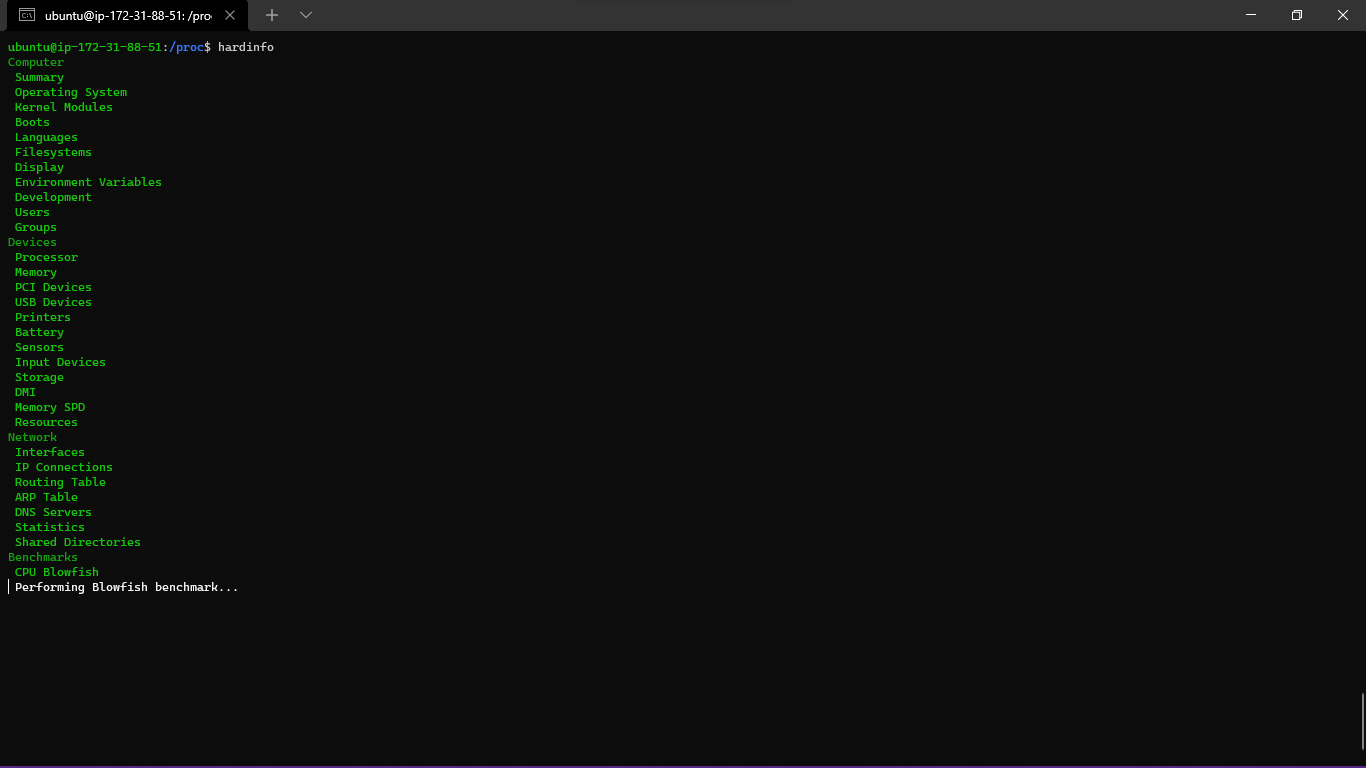 ubuntu@ip-172-31-88-51: /proc
ubuntu@ip-172-31-88-51:/proc$ hardinfo
Computer
Summary
Operating System
Kernel Modules
Boots
Languages
Filesystems
Display
Environment Variables
Development
Users
Groups
Devices
Processor
Memory
PCI Devices
USB Devices
Printers
Battery
Sensors
Input Devices
Storage
DMI
Memory SPD
Resources
Network
Interfaces
IP Connections
Routing Table
ARP Table
DNS Servers
Statistics
Shared Directories
Benchmarks
CPU Blowfish
Performing Blowfish benchmark...